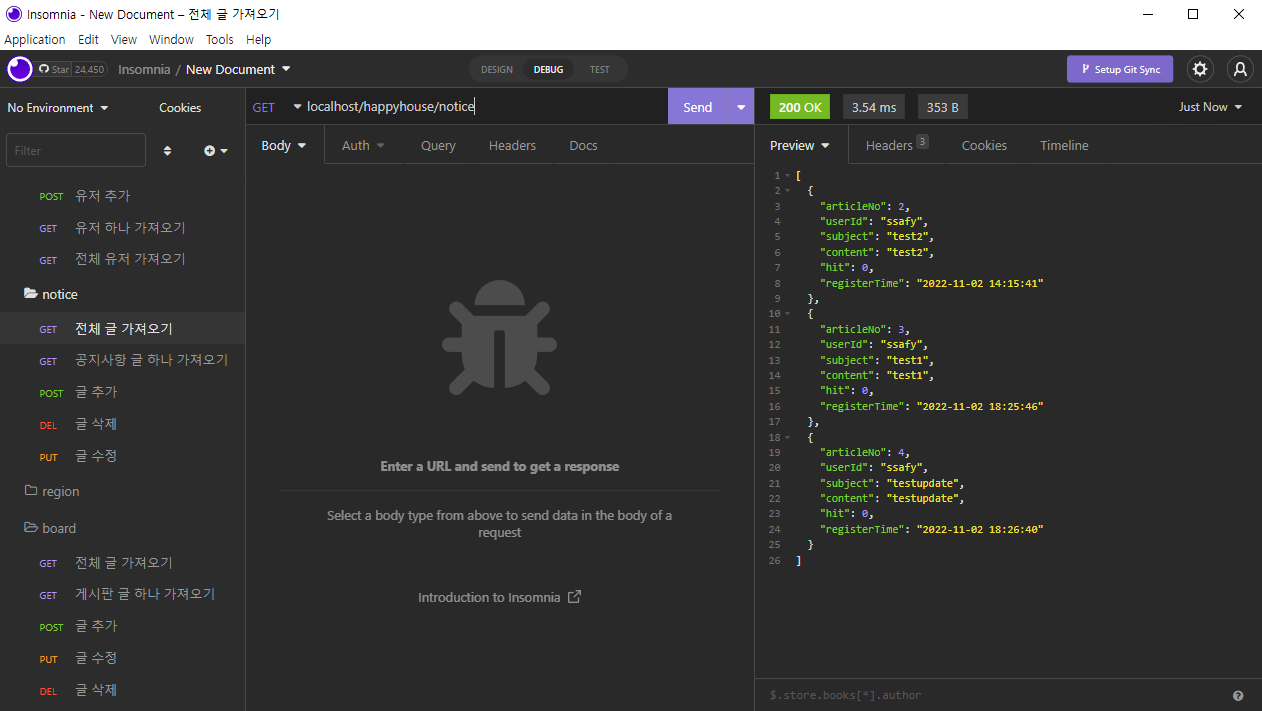 Insomnia - New Document – 전체 글 가져오기
Application Edit View Window Tools Help
Star 24,450 Insomnia / New Document DESIGN DEBUG TEST Setup Git Sync
No Environment Cookies
Filter
POST 유저 추가
GET 유저 하나 가져오기
GET 전체 유저 가져오기
notice
GET 전체 글 가져오기
GET 공지사항 글 하나 가져오기
POST 글 추가
DEL 글 삭제
PUT 글 수정
region
board
GET 전체 글 가져오기
GET 게시판 글 하나 가져오기
POST 글 추가
PUT 글 수정
DEL 글 삭제
GET localhost/happyhouse/notice Send
Body Auth Query Headers Docs
Enter a URL and send to get a response
Select a body type from above to send data in the body of a
request
Introduction to Insomnia
200 OK 3.54 ms 353 B Just Now
Preview Headers 3 Cookies Timeline
1 [
2 {
3 "articleNo": 2,
4 "userId": "ssafy",
5 "subject": "test2",
6 "content": "test2",
7 "hit": 0,
8 "registerTime": "2022-11-02 14:15:41"
9 },
10 {
11 "articleNo": 3,
12 "userId": "ssafy",
13 "subject": "test1",
14 "content": "test1",
15 "hit": 0,
16 "registerTime": "2022-11-02 18:25:46"
17 },
18 {
19 "articleNo": 4,
20 "userId": "ssafy",
21 "subject": "testupdate",
22 "content": "testupdate",
23 "hit": 0,
24 "registerTime": "2022-11-02 18:26:40"
25 }
26 ]
$.store.books[*].author